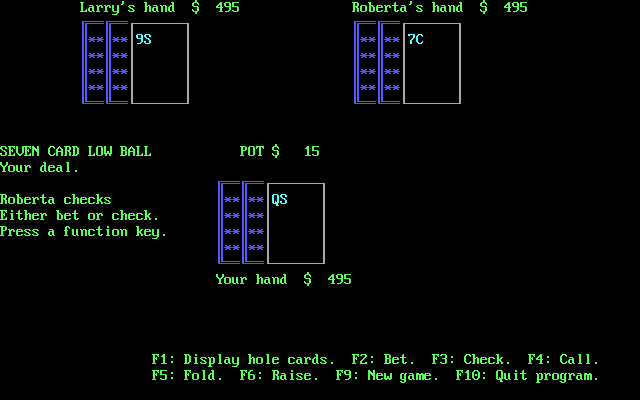 Larry's hand $ 495
Roberta's hand $ 495
** ** 9S
** **
** **
** **
** ** 7C
** **
** **
** **
SEVEN CARD LOW BALL
POT $ 15
Your deal.
Roberta checks
Either bet or check.
Press a function key.
** ** QS
** **
** **
** **
Your hand $ 495
F1: Display hole cards. F2: Bet. F3: Check. F4: Call.
F5: Fold. F6: Raise. F9: New game. F10: Quit program.